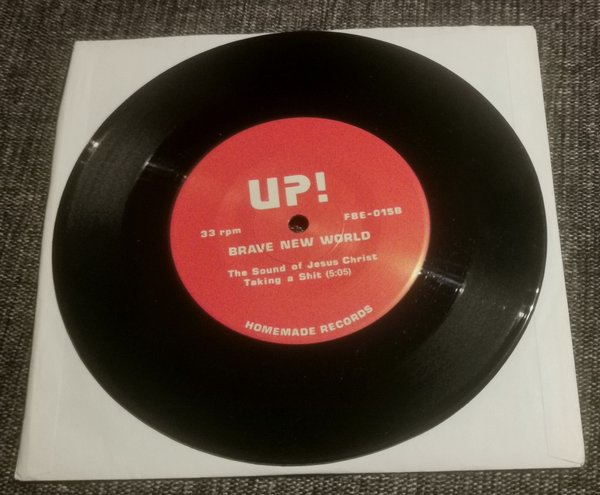 UP!
33 rpm FBE-015B
BRAVE NEW WORLD
The Sound of Jesus Christ
Taking a Shit (5:05)
HOMEMADE RECORDS